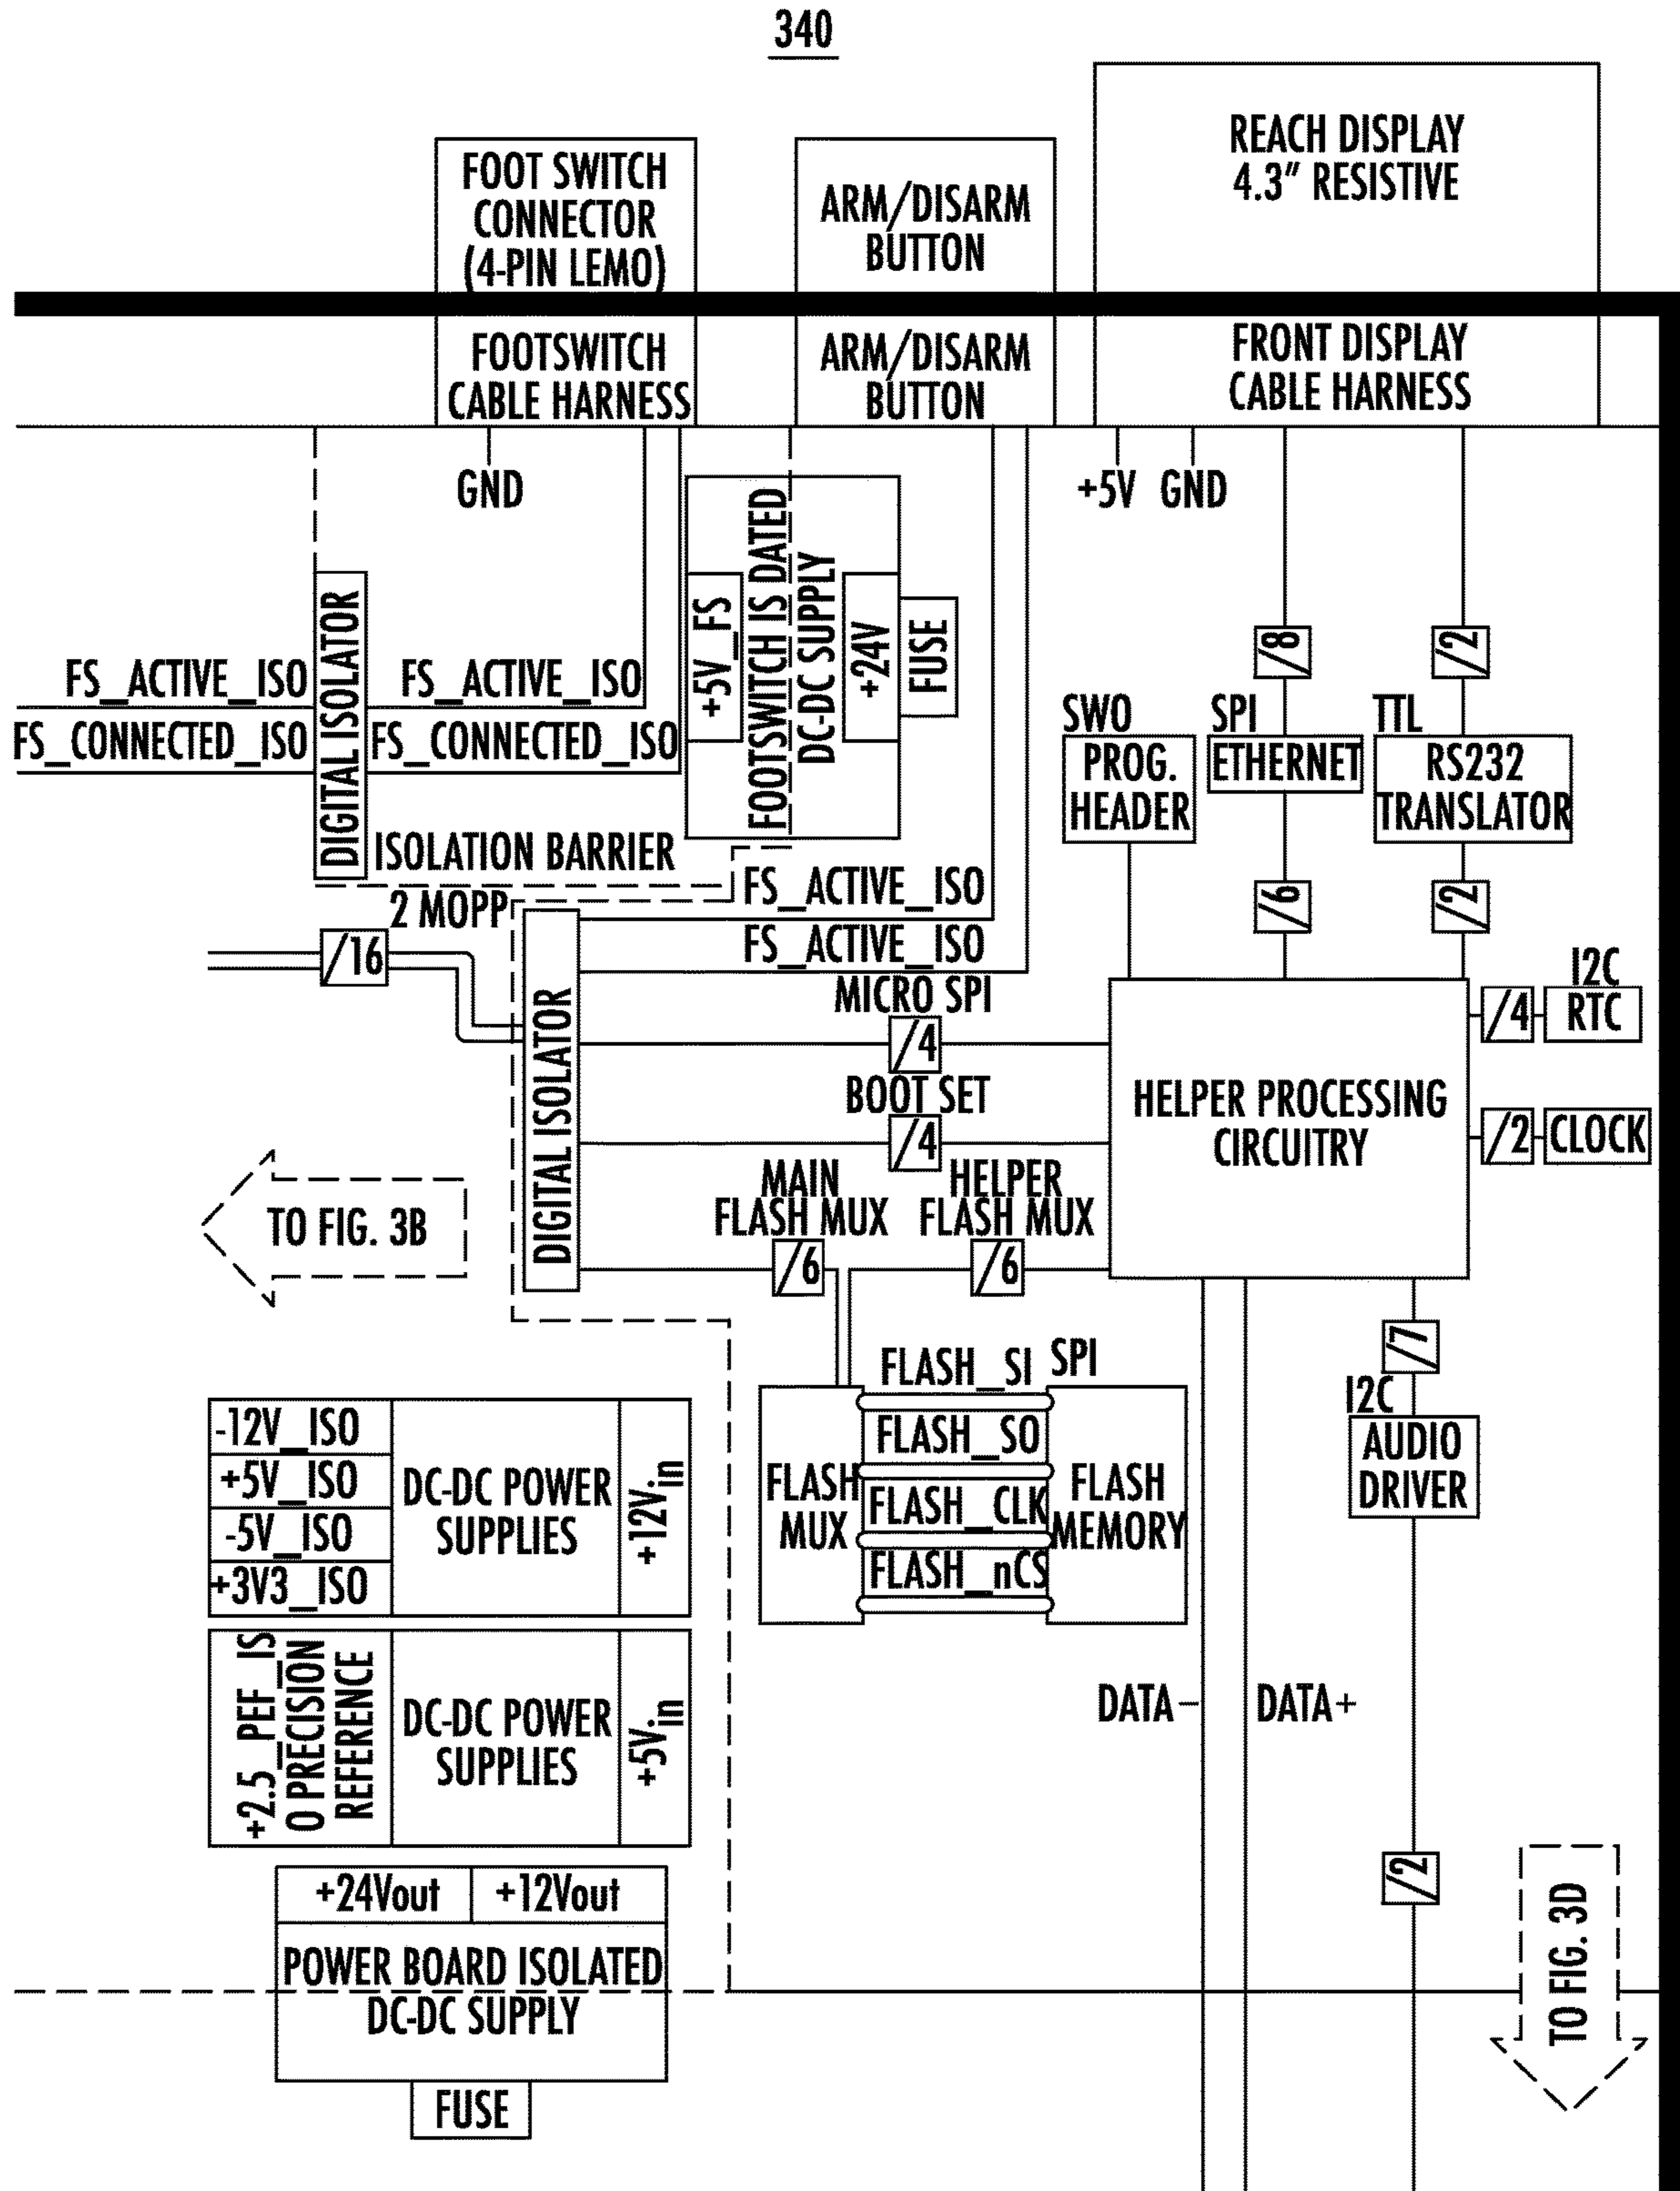 340
FOOT SWITCH
CONNECTOR
(4-PIN LEMO)
ARM/DISARM
BUTTON
REACH DISPLAY
4.3" RESISTIVE
FOOTSWITCH
CABLE HARNESS
ARM/DISARM
BUTTON
FRONT DISPLAY
CABLE HARNESS
GND
+5V GND
DIGITAL ISOLATOR
FS_ACTIVE_ISO
FS_CONNECTED_ISO
FS_ACTIVE_ISO
FS_CONNECTED_ISO
+5V_FS
FOOTSWITCH IS DATED
DC-DC SUPPLY
+24V
FUSE
/8
/2
SWO
PROG.
HEADER
SPI
ETHERNET
TTL
RS232
TRANSLATOR
ISOLATION BARRIER
2 MOPP
/16
FS_ACTIVE_ISO
FS_ACTIVE_ISO
/6
/2
DIGITAL ISOLATOR
MICRO SPI
/4
BOOT SET
/4
HELPER PROCESSING
CIRCUITRY
I2C
/4
RTC
/2
CLOCK
TO FIG. 3B
MAIN
FLASH MUX
/6
HELPER
FLASH MUX
/6
/7
I2C
AUDIO
DRIVER
FLASH
MUX
FLASH_SI
FLASH_SO
FLASH_CLK
FLASH_nCS
SPI
FLASH
MEMORY
-12V_ISO
+5V_ISO
-5V_ISO
+3V3_ISO
DC-DC POWER
SUPPLIES
+12V.in
+2.5_PEF_IS
O PRECISION
REFERENCE
DC-DC POWER
SUPPLIES
+5V.in
DATA-
DATA+
/2
+24Vout
+12Vout
POWER BOARD ISOLATED
DC-DC SUPPLY
FUSE
TO FIG. 3D